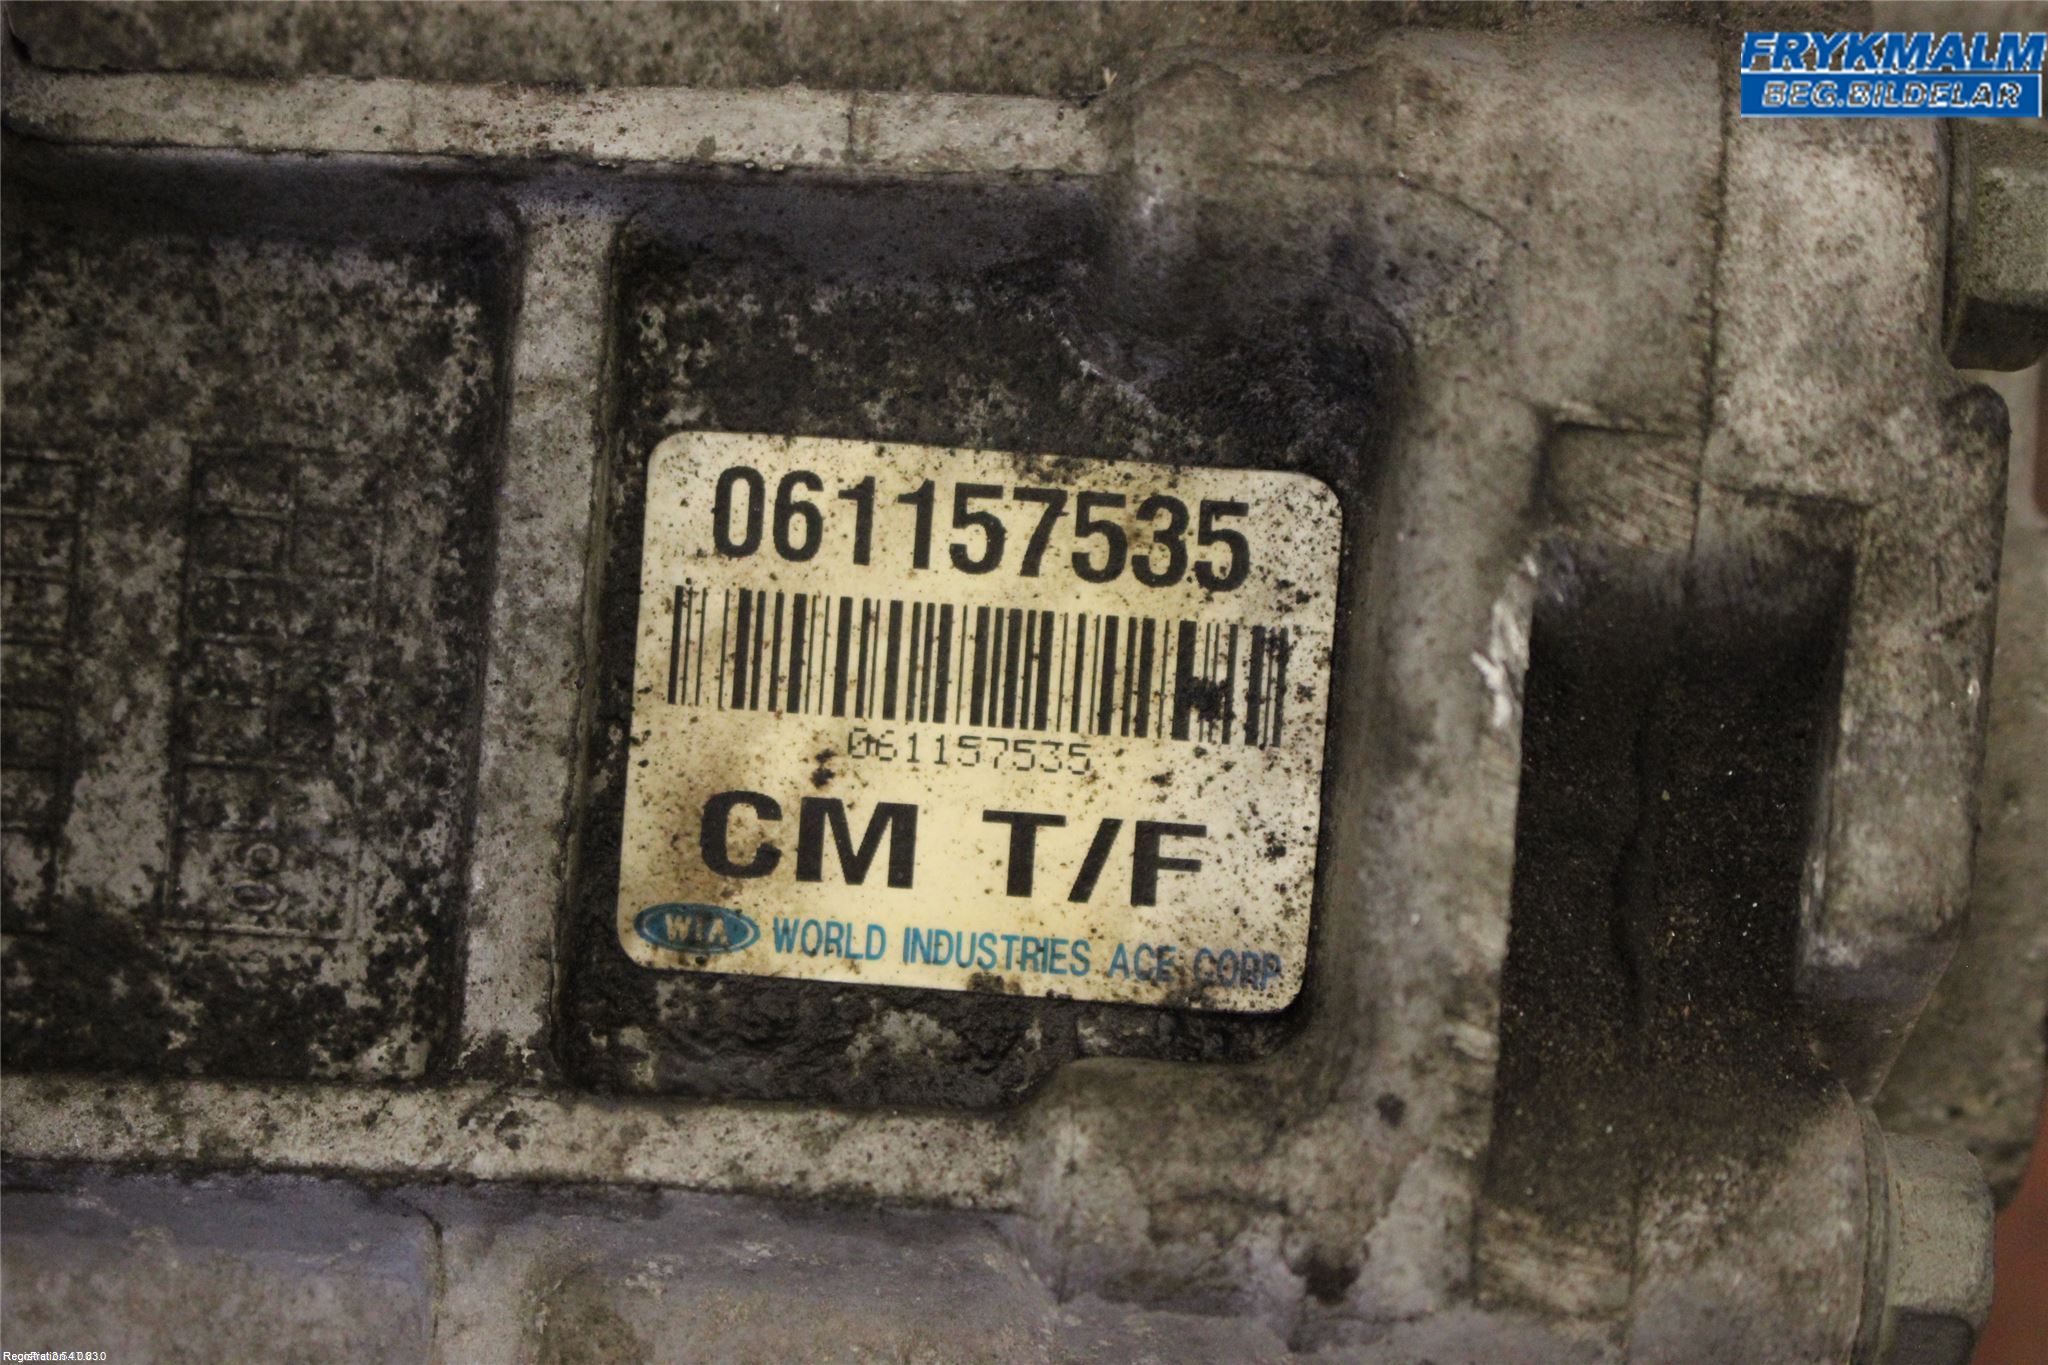 FRYKMALM
BEG.BILDELAR
061157535
061157535
CM T/F
WIA WORLD INDUSTRIES ACE CORP